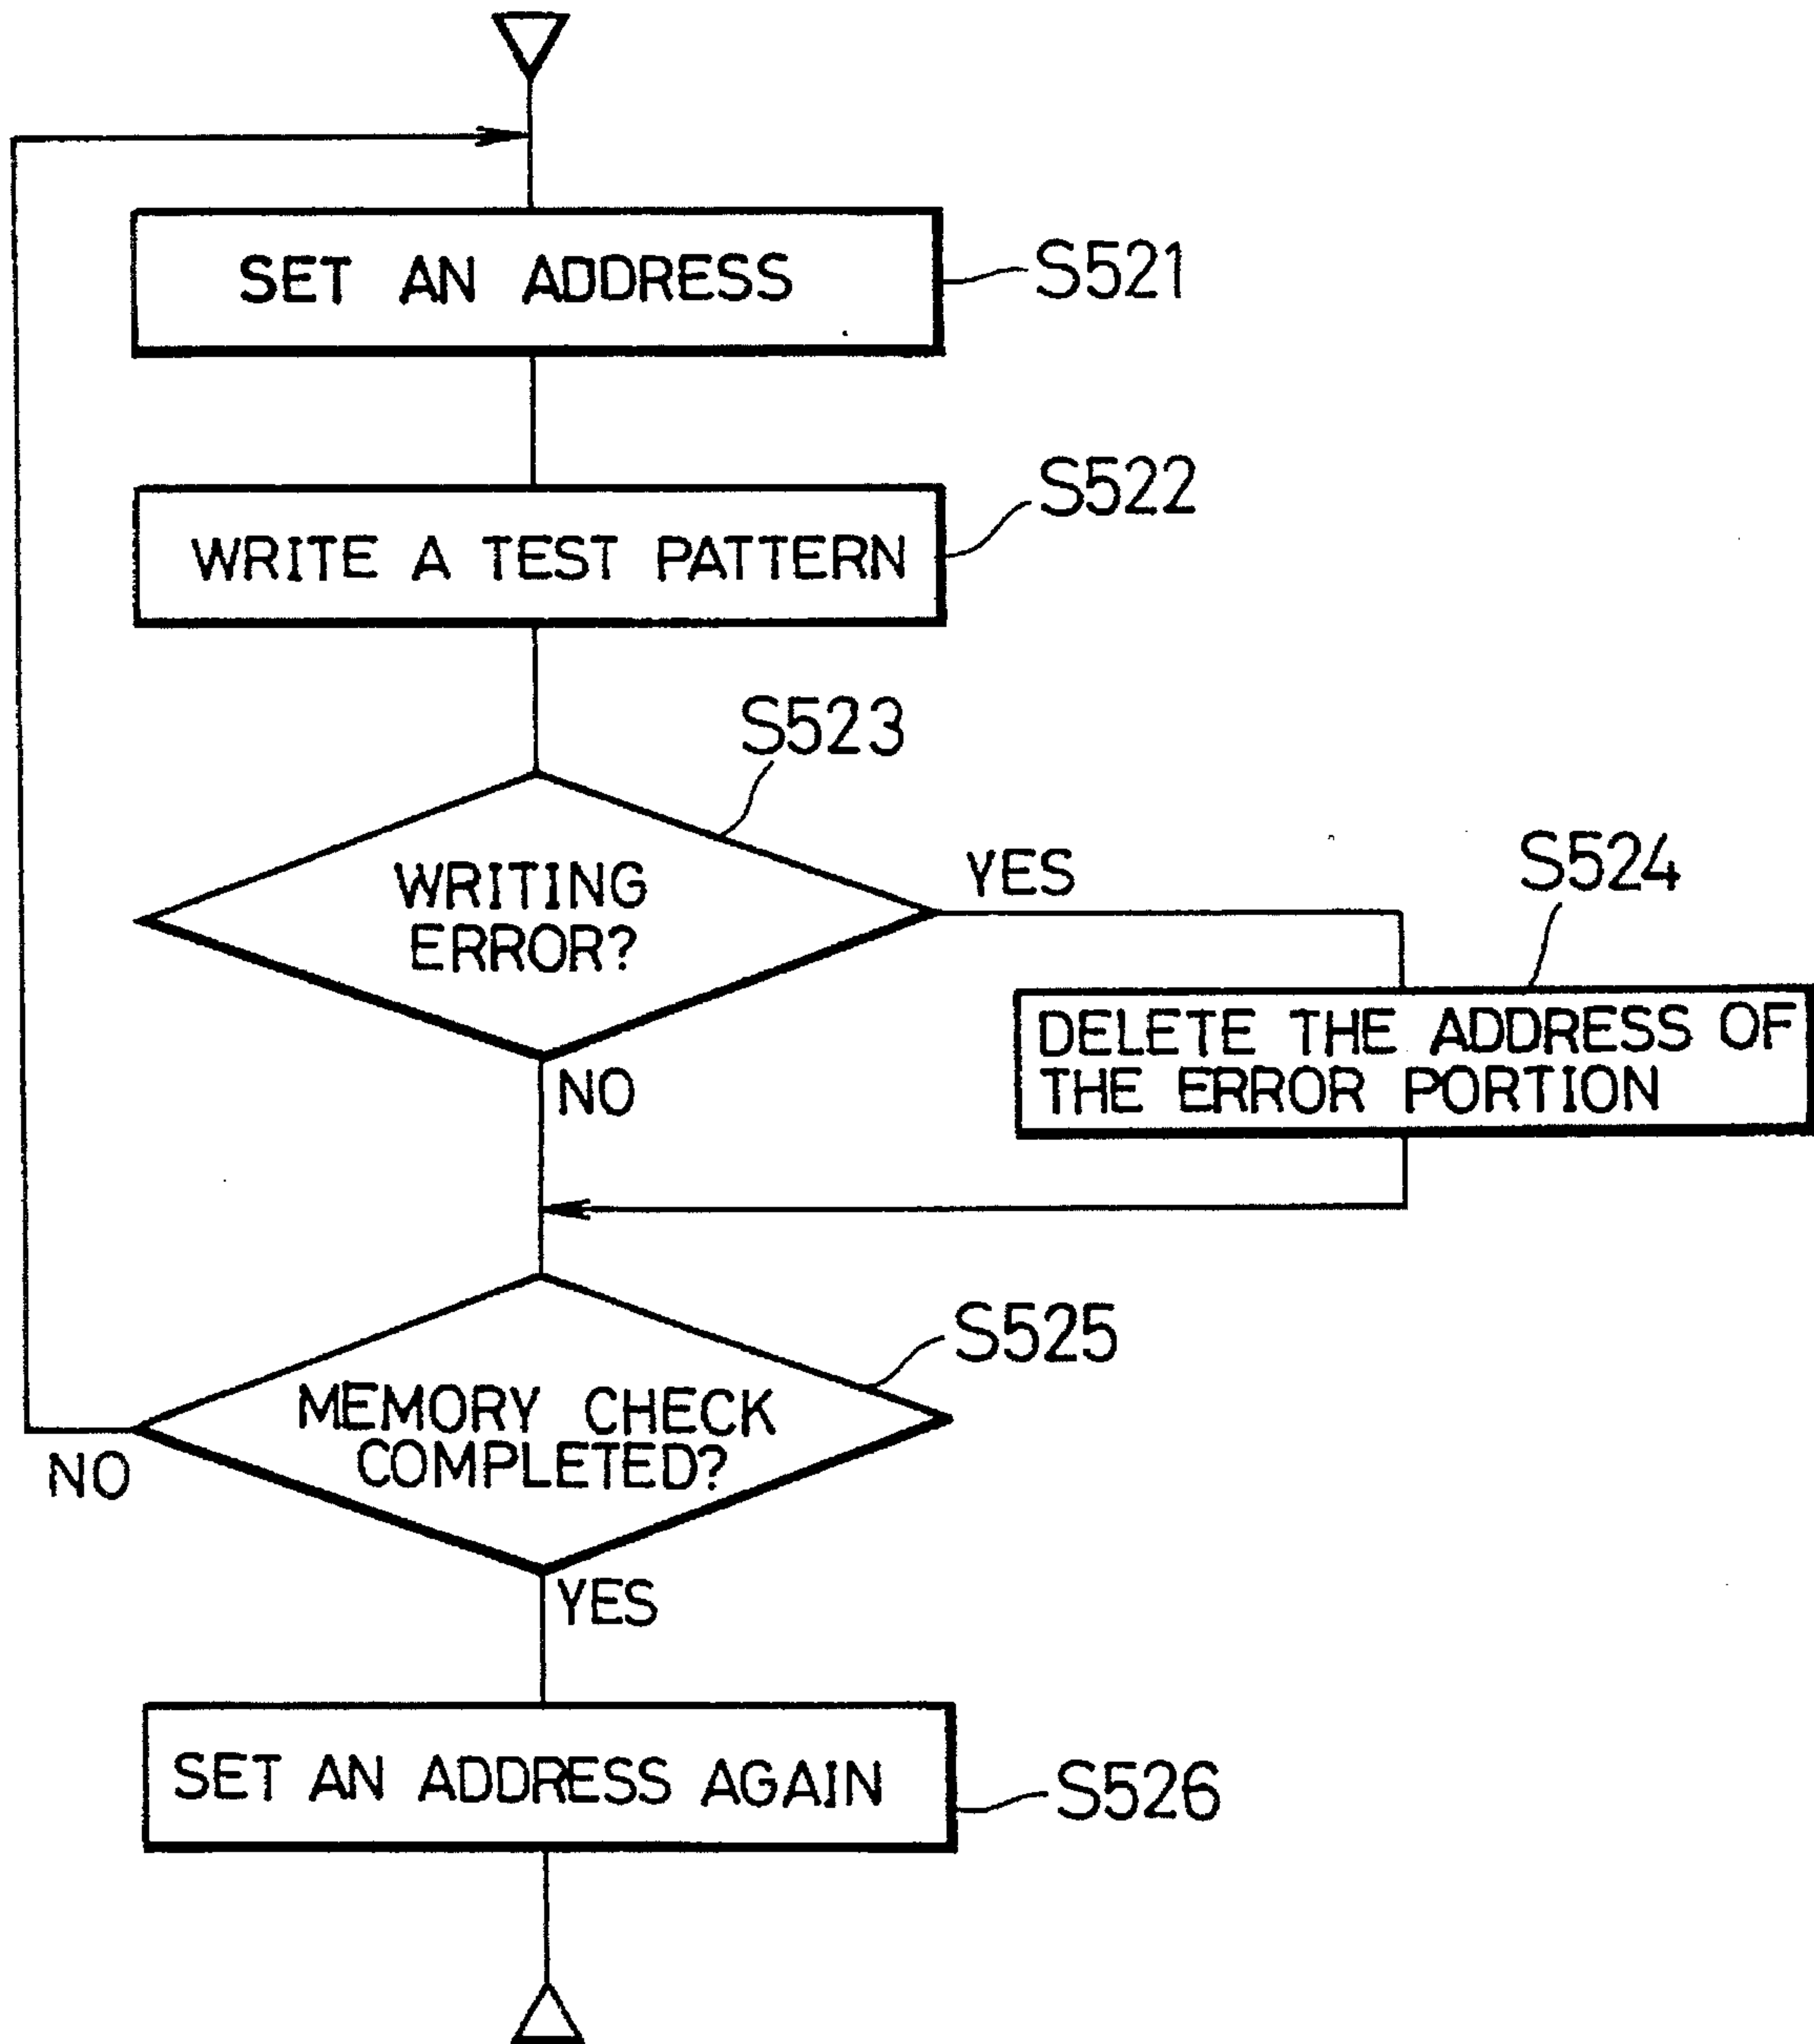 SET AN ADDRESS
S521
S522
WRITE A TEST PATTERN
S523
WRITING
ERROR?
YES
S524
DELETE THE ADDRESS OF
THE ERROR PORTION
NO
S525
MEMORY CHECK
COMPLETED?
NO
YES
SET AN ADDRESS AGAIN
S526